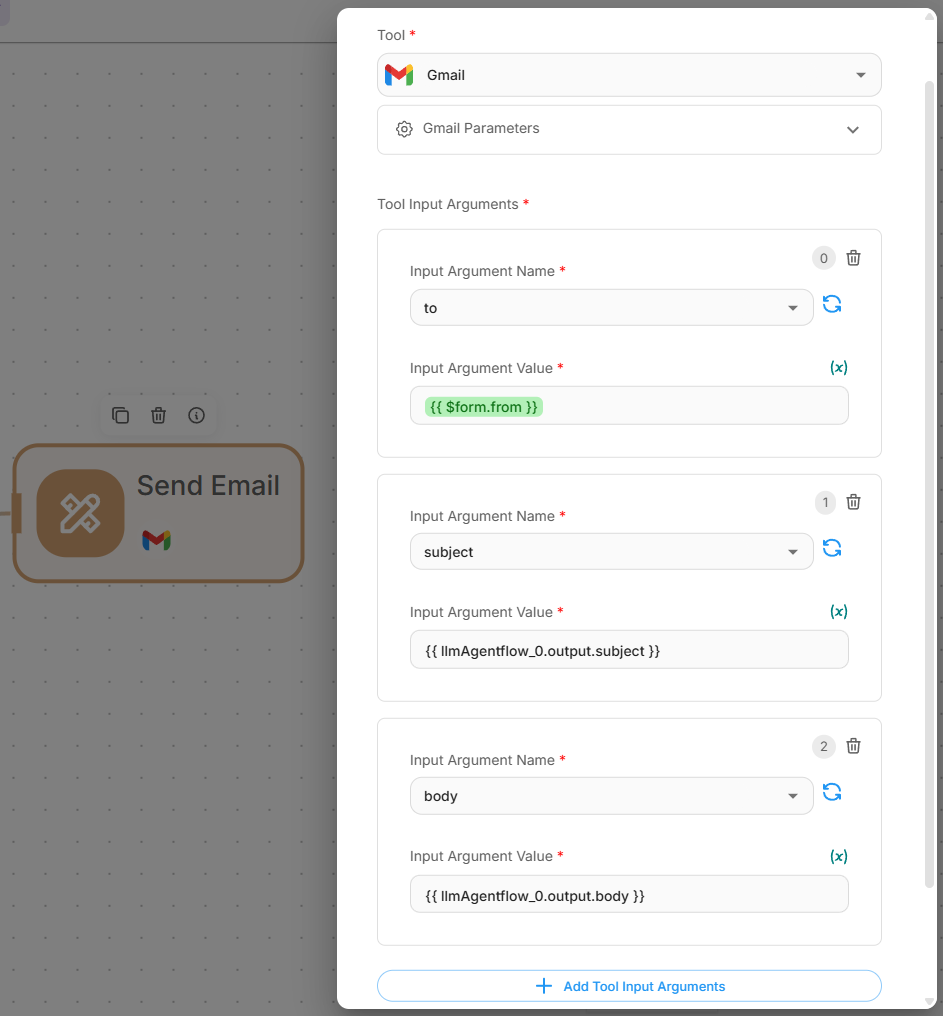 Tool *
Gmail
Gmail Parameters
Tool Input Arguments *
0
Input Argument Name *
to
Input Argument Value *
(x)
{{ $form.from }}
Send Email
1
Input Argument Name *
subject
Input Argument Value *
(x)
{{ llmAgentflow_0.output.subject }}
2
Input Argument Name *
body
Input Argument Value *
(x)
{{ llmAgentflow_0.output.body }}
Add Tool Input Arguments